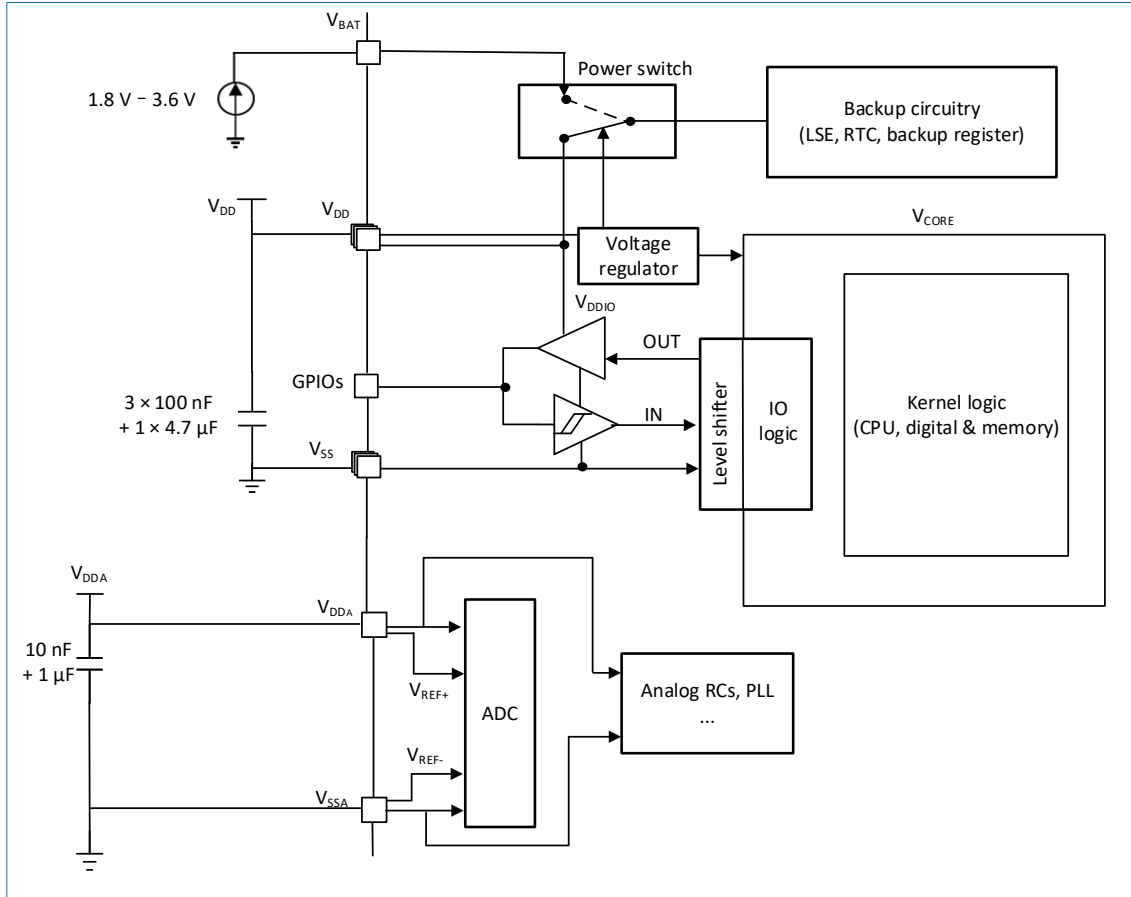 VBAT
Power switch
1.8 V – 3.6 V
Backup circuitry
(LSE, RTC, backup register)
VDD
VDD
VCORE
Voltage
regulator
VDDIO
OUT
GPIOs
3 × 100 nF
+ 1 × 4.7 µF
IN
Level shifter
IO
logic
Kernel logic
(CPU, digital & memory)
VSS
VDDA
VDDA
10 nF
+ 1 µF
VREF+
ADC
Analog RCs, PLL
...
VREF-
VSSA